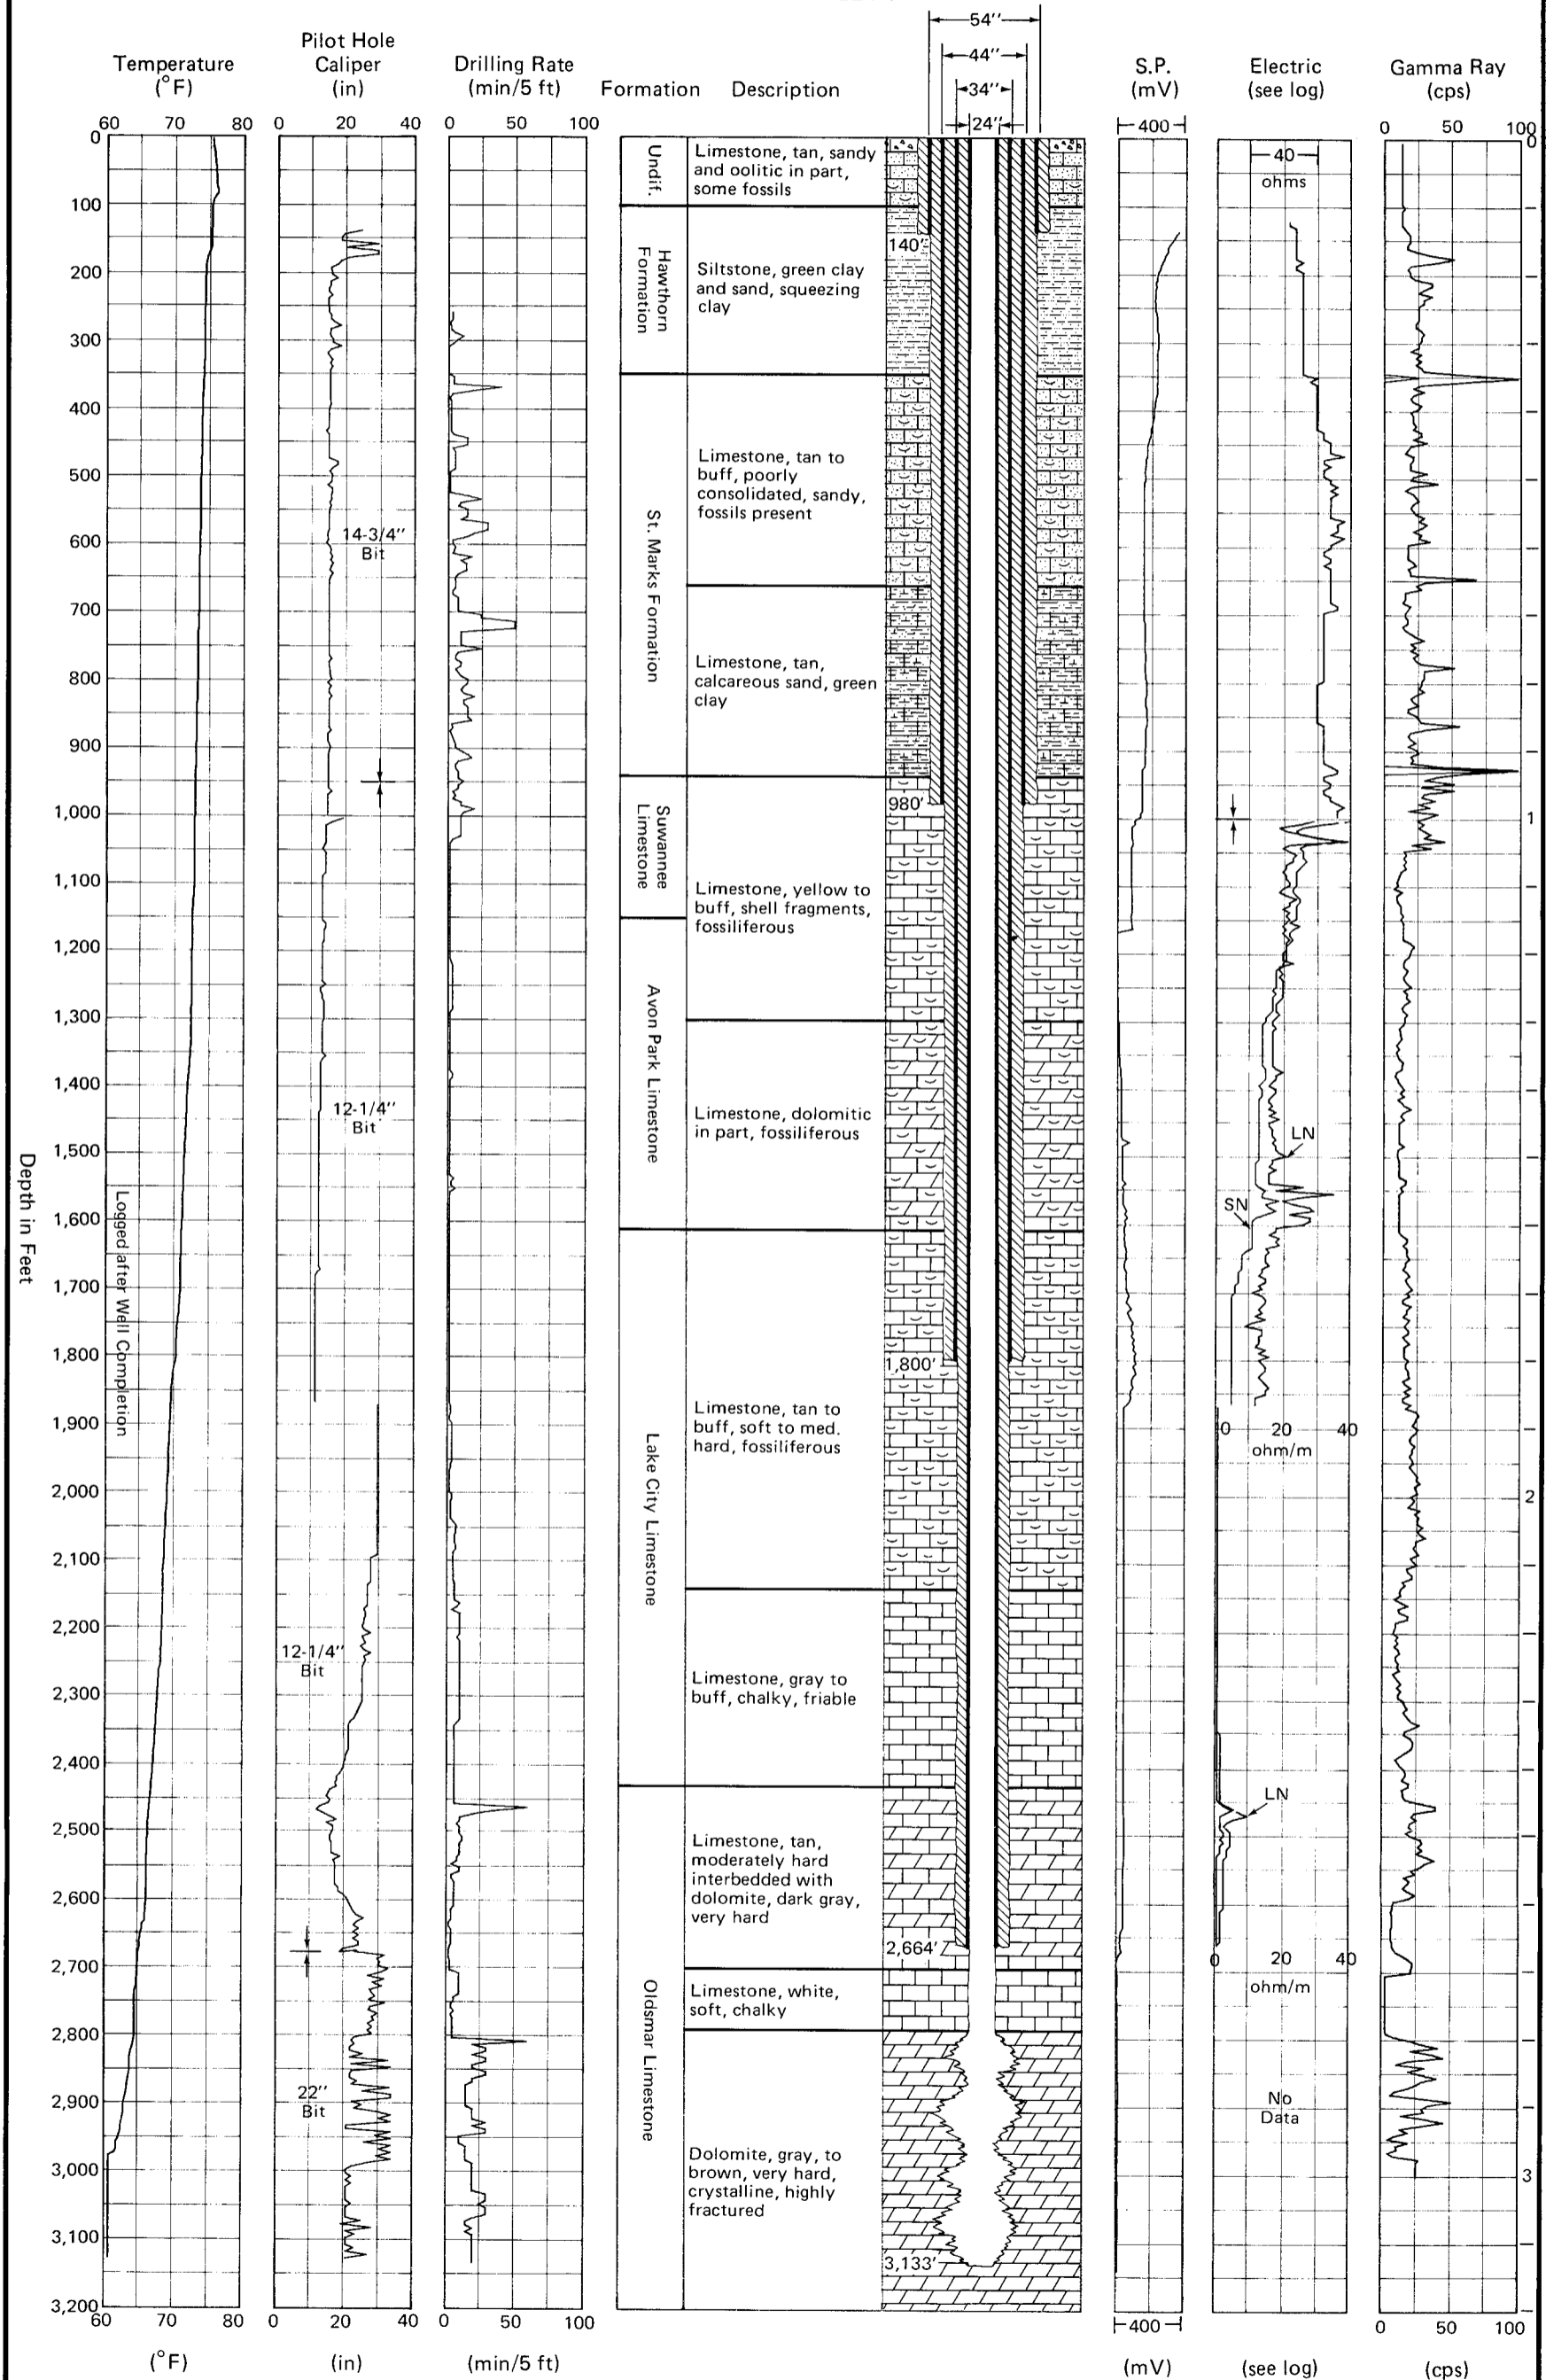 54''
44''
34''
24''
Temperature
(°F)
Pilot Hole
Caliper
(in)
Drilling Rate
(min/5 ft)
Formation
Description
S.P.
(mV)
Electric
(see log)
Gamma Ray
(cps)
60 70 80
0 20 40
0 50 100
400
0 50 100
40
ohms
Depth in Feet
0
100
200
300
400
500
600
700
800
900
1,000
1,100
1,200
1,300
1,400
1,500
1,600
1,700
1,800
1,900
2,000
2,100
2,200
2,300
2,400
2,500
2,600
2,700
2,800
2,900
3,000
3,100
3,200
Logged after Well Completion
14-3/4''
Bit
12-1/4''
Bit
12-1/4''
Bit
22''
Bit
Undif.
Hawthorn
Formation
St. Marks Formation
Suwannee
Limestone
Avon Park Limestone
Lake City Limestone
Oldsmar Limestone
Limestone, tan, sandy
and oolitic in part,
some fossils
Siltstone, green clay
and sand, squeezing
clay
Limestone, tan to
buff, poorly
consolidated, sandy,
fossils present
Limestone, tan,
calcareous sand, green
clay
Limestone, yellow to
buff, shell fragments,
fossiliferous
Limestone, dolomitic
in part, fossiliferous
Limestone, tan to
buff, soft to med.
hard, fossiliferous
Limestone, gray to
buff, chalky, friable
Limestone, tan,
moderately hard
interbedded with
dolomite, dark gray,
very hard
Limestone, white,
soft, chalky
Dolomite, gray, to
brown, very hard,
crystalline, highly
fractured
140'
980'
1,800'
2,664'
3,133'
LN
SN
0 20 40
ohm/m
LN
0 20 40
ohm/m
No
Data
0
1
2
3
60 70 80
0 20 40
0 50 100
400
0 50 100
(°F)
(in)
(min/5 ft)
(mV)
(see log)
(cps)